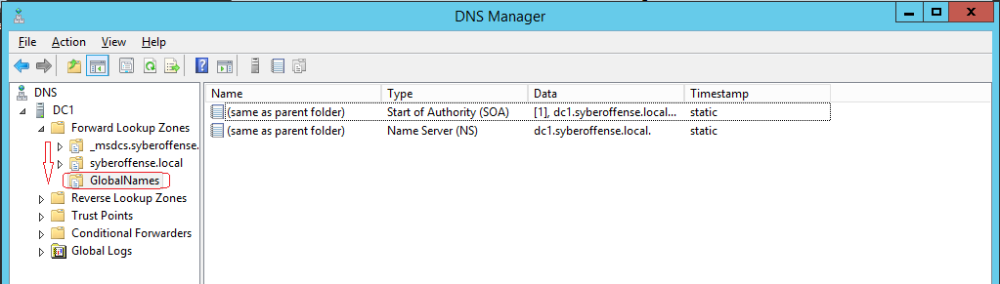 DNS Manager
File Action View Help
DNS
DC1
Forward Lookup Zones
_msdcs.syberoffense.
syberoffense.local
GlobalNames
Reverse Lookup Zones
Trust Points
Conditional Forwarders
Global Logs
Name Type Data Timestamp
(same as parent folder) Start of Authority (SOA) [1], dc1.syberoffense.local... static
(same as parent folder) Name Server (NS) dc1.syberoffense.local. static